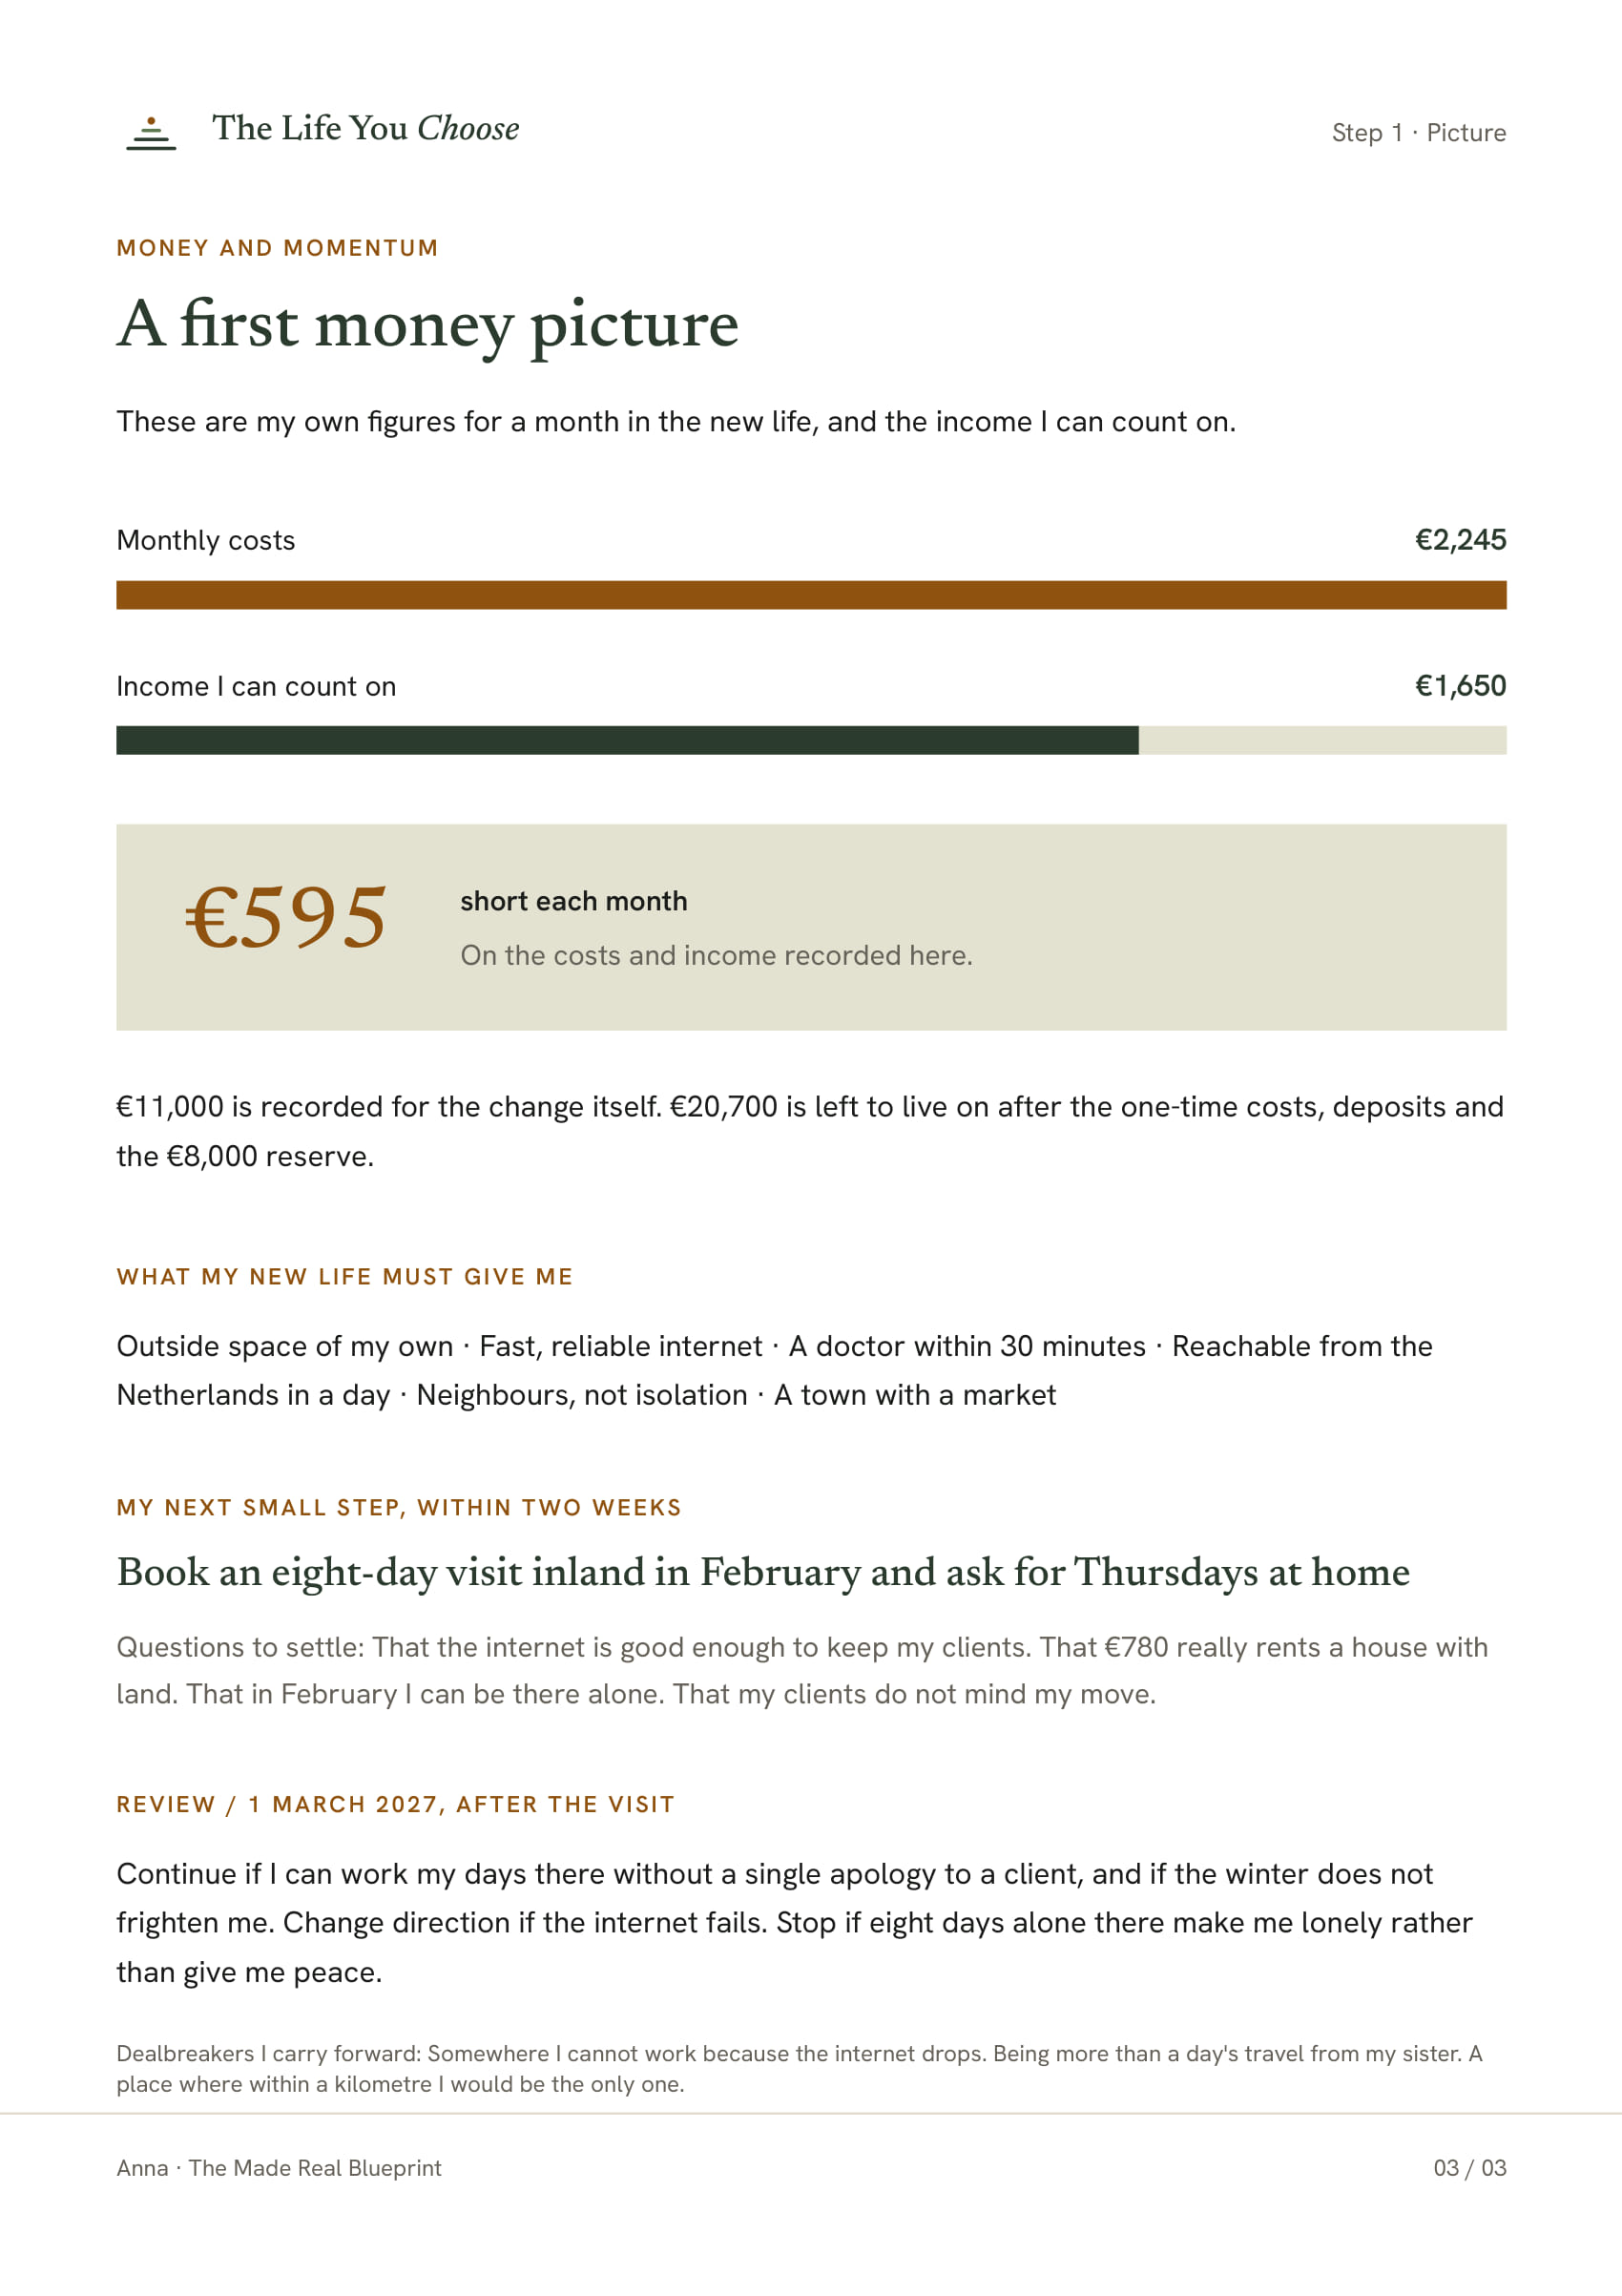 The Life You Choose
Step 1 · Picture
MONEY AND MOMENTUM
A first money picture
These are my own figures for a month in the new life, and the income I can count on.
Monthly costs
€2,245
Income I can count on
€1,650
€595
short each month
On the costs and income recorded here.
€11,000 is recorded for the change itself. €20,700 is left to live on after the one-time costs, deposits and
the €8,000 reserve.
WHAT MY NEW LIFE MUST GIVE ME
Outside space of my own · Fast, reliable internet · A doctor within 30 minutes · Reachable from the
Netherlands in a day · Neighbours, not isolation · A town with a market
MY NEXT SMALL STEP, WITHIN TWO WEEKS
Book an eight-day visit inland in February and ask for Thursdays at home
Questions to settle: That the internet is good enough to keep my clients. That €780 really rents a house with
land. That in February I can be there alone. That my clients do not mind my move.
REVIEW / 1 MARCH 2027, AFTER THE VISIT
Continue if I can work my days there without a single apology to a client, and if the winter does not
frighten me. Change direction if the internet fails. Stop if eight days alone there make me lonely rather
than give me peace.
Dealbreakers I carry forward: Somewhere I cannot work because the internet drops. Being more than a day's travel from my sister. A
place where within a kilometre I would be the only one.
Anna · The Made Real Blueprint
03 / 03